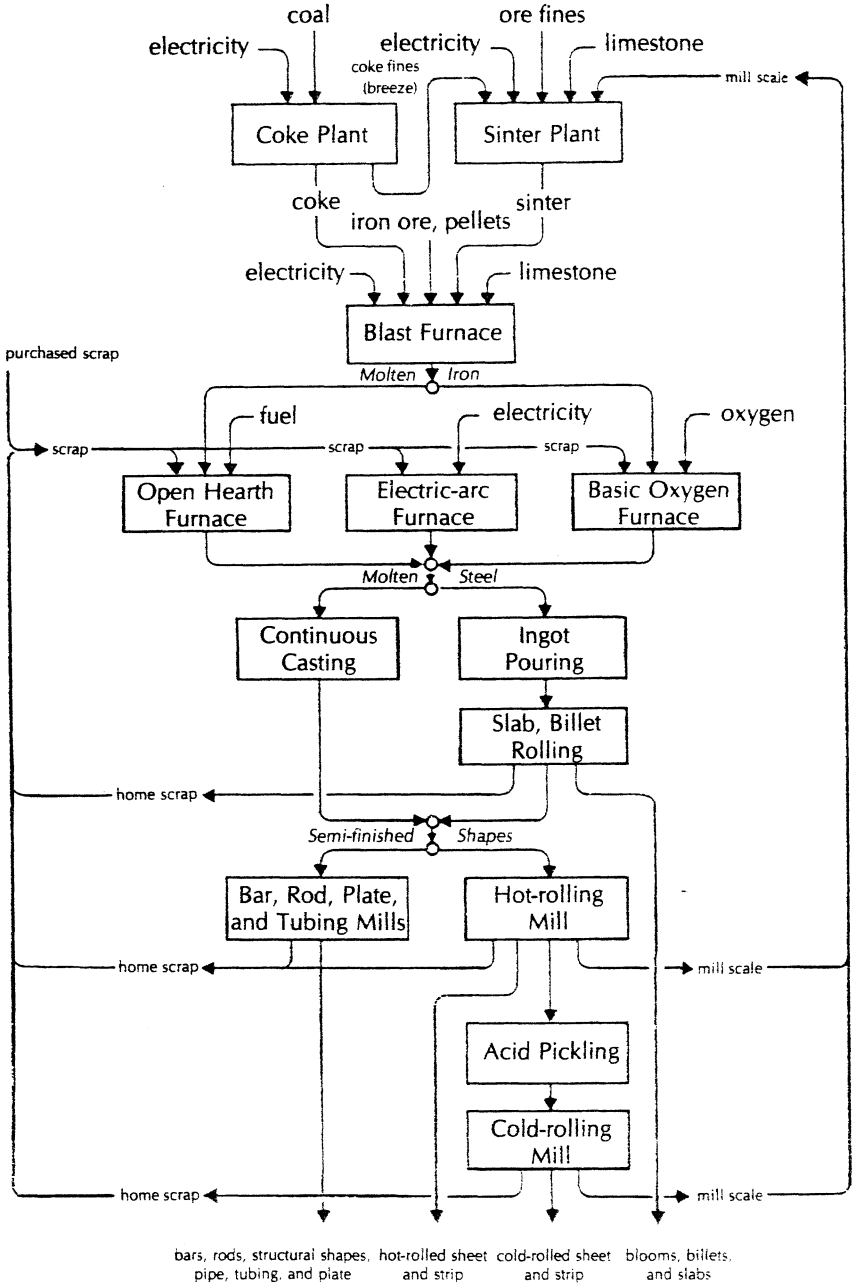 coal
ore fines
electricity
electricity
limestone
coke fines
(breeze)
mill scale
Coke Plant
Sinter Plant
coke
sinter
iron ore, pellets
electricity
limestone
Blast Furnace
purchased scrap
Molten Iron
fuel
electricity
oxygen
scrap
scrap
scrap
Open Hearth
Furnace
Electric-arc
Furnace
Basic Oxygen
Furnace
Molten Steel
Continuous
Casting
Ingot
Pouring
Slab, Billet
Rolling
home scrap
Semi-finished Shapes
Bar, Rod, Plate,
and Tubing Mills
Hot-rolling
Mill
home scrap
mill scale
Acid Pickling
Cold-rolling
Mill
home scrap
mill scale
bars, rods, structural shapes,
pipe, tubing, and plate
hot-rolled sheet
and strip
cold-rolled sheet
and strip
blooms, billets,
and slabs